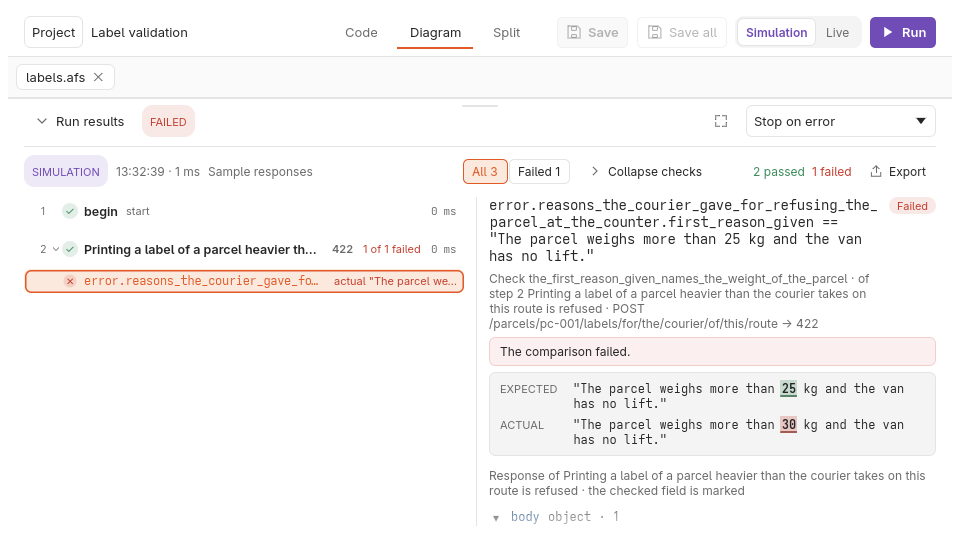 Project Label validation Code Diagram Split Save Save all Simulation Live Run
labels.afs
Run results FAILED Stop on error
SIMULATION 13:32:39 · 1 ms Sample responses All 3 Failed 1 Collapse checks 2 passed 1 failed Export
1 begin start 0 ms
2 Printing a label of a parcel heavier th... 422 1 of 1 failed 0 ms
error.reasons_the_courier_gave_fo... actual "The parcel we...
error.reasons_the_courier_gave_for_refusing_the_ Failed
parcel_at_the_counter.first_reason_given ==
"The parcel weighs more than 25 kg and the van
has no lift."
Check the_first_reason_given_names_the_weight_of_the_parcel · of
step 2 Printing a label of a parcel heavier than the courier takes on
this route is refused · POST
/parcels/pc-001/labels/for/the/courier/of/this/route → 422
The comparison failed.
EXPECTED "The parcel weighs more than 25 kg and the van
has no lift."
ACTUAL "The parcel weighs more than 30 kg and the van
has no lift."
Response of Printing a label of a parcel heavier than the courier takes on this
route is refused · the checked field is marked
body object · 1